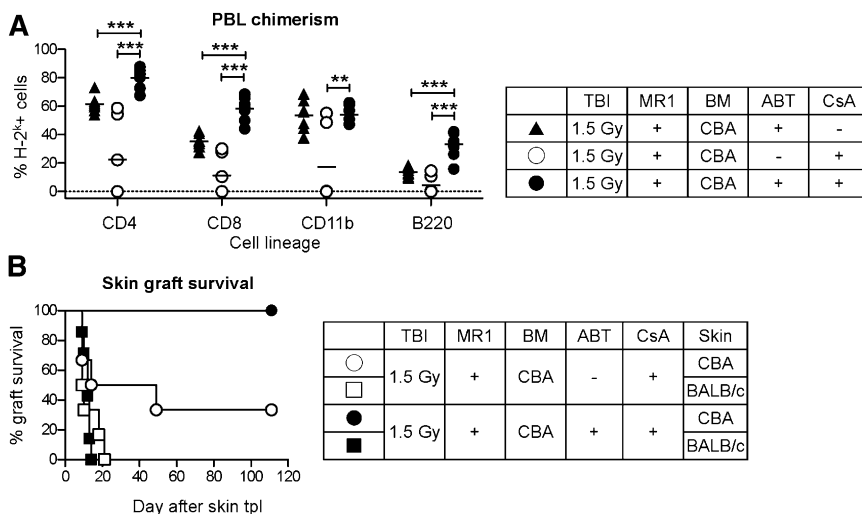 A
PBL chimerism
***
***
***
***
**
***
***
100
80
60
40
20
0
% H-2ᵏ+ cells
CD4 CD8 CD11b B220
Cell lineage
TBI MR1 BM ABT CsA
1.5 Gy + CBA + -
1.5 Gy + CBA - +
1.5 Gy + CBA + +
B
Skin graft survival
100
80
60
40
20
0
% graft survival
0 20 40 60 80 100 120
Day after skin tpl
TBI MR1 BM ABT CsA Skin
1.5 Gy + CBA - + CBA
BALB/c
1.5 Gy + CBA + + CBA
BALB/c